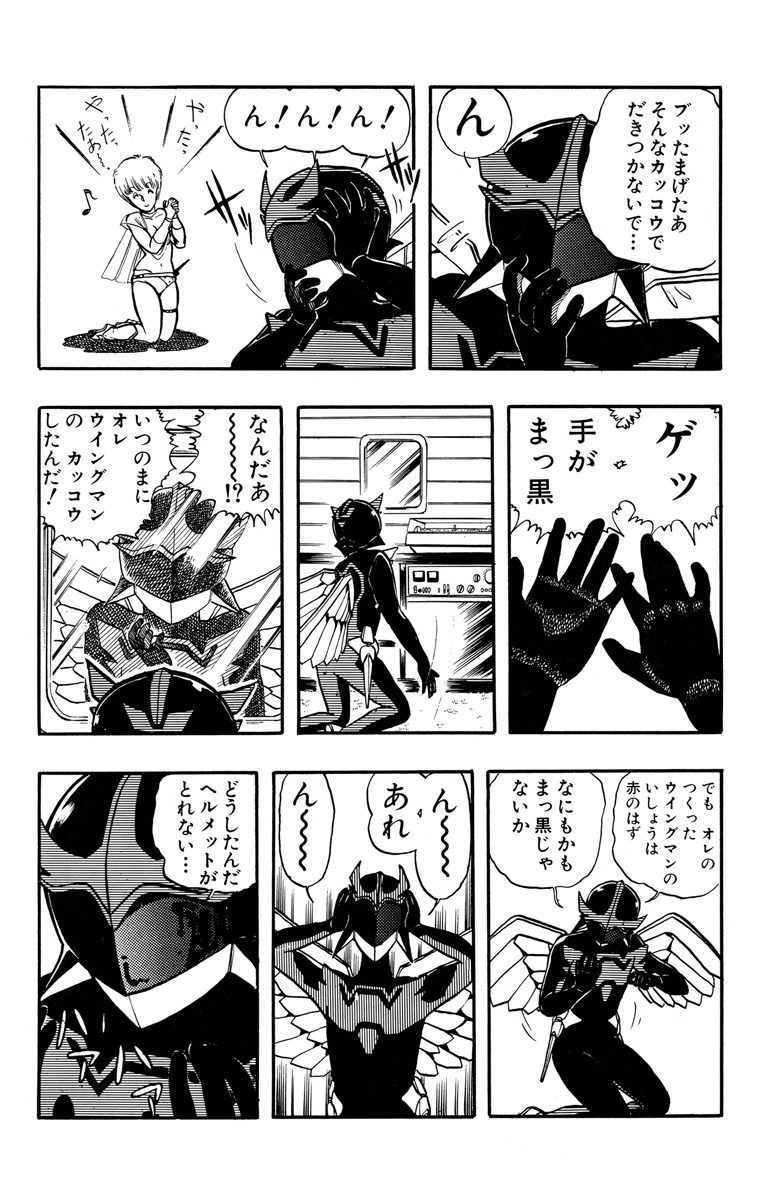 ブッたまげたあ
そんなカッコウで
だきつかないで…
ん
ん!ん!ん!
やった
やった、
たあ〜
♪
ゲッ
手が
まっ黒
なんだあ
〜〜!?
いつのまに
オレ
ウイングマン
の カッコウ
したんだ!
でも オレの
つくった
ウイングマンの
いしょうは
赤のはず
なにもかも
まっ黒じゃ
ないか
ん〜〜
あれ
ん〜〜
どうしたんだ
ヘルメットが
とれない…